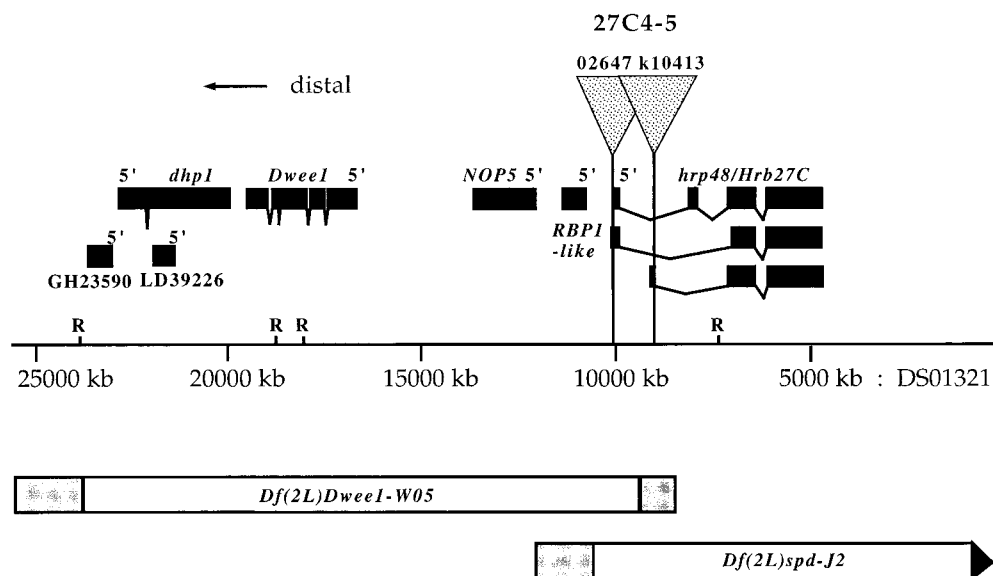 27C4-5
02647 k10413
distal
5' dhp1 Dwee1 5' NOP5 5' 5' 5' hrp48/Hrb27C
RBP1
-like
5' 5'
GH23590 LD39226
R R R R
25000 kb 20000 kb 15000 kb 10000 kb 5000 kb : DS01321
Df(2L)Dwee1-W05
Df(2L)spd-J2